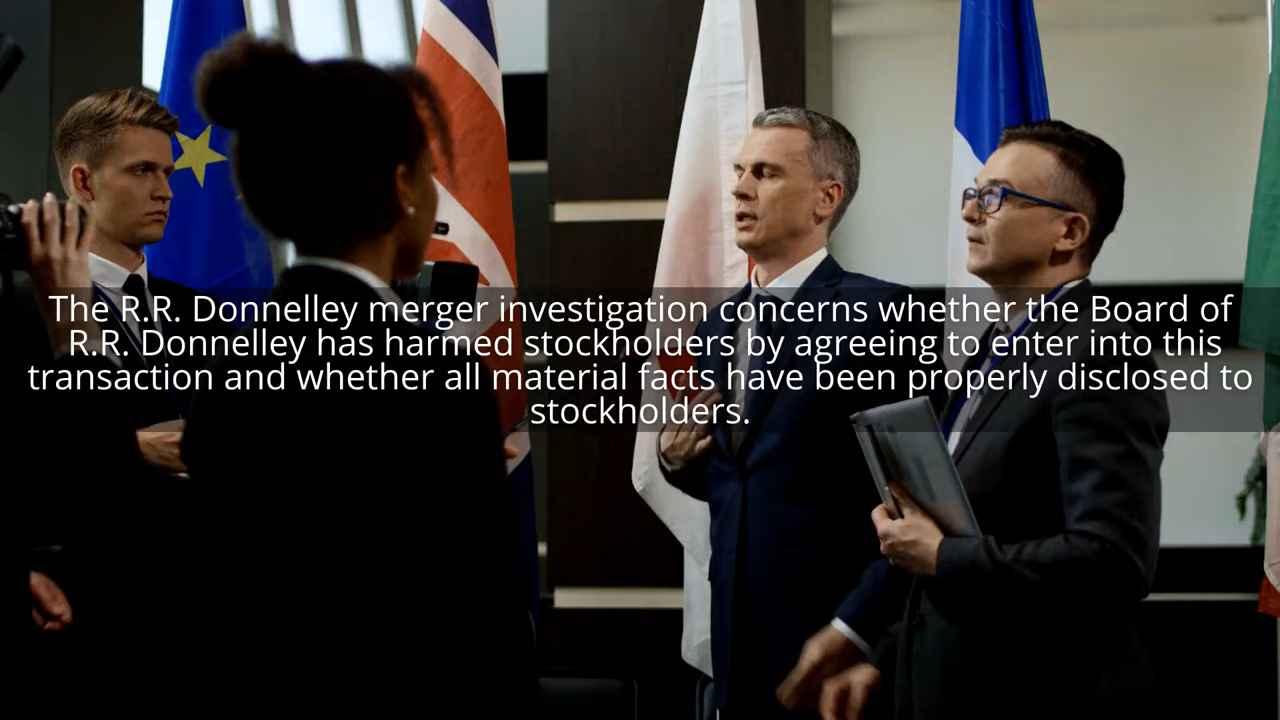 The R.R. Donnelley merger investigation concerns whether the Board of
R.R. Donnelley has harmed stockholders by agreeing to enter into this
transaction and whether all material facts have been properly disclosed to
stockholders.